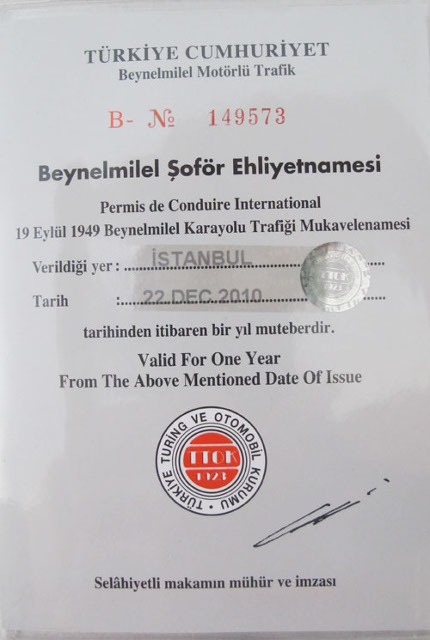 TÜRKİYE CUMHURİYET
Beynelmilel Motörlü Trafik
B- № 149573
Beynelmilel Şoför Ehliyetnamesi
Permis de Conduire International
19 Eylül 1949 Beynelmilel Karayolu Trafiği Mukavelenamesi
Verildiği yer : İSTANBUL
Tarih : 22 DEC 2010
tarihinden itibaren bir yıl muteberdir.
Valid For One Year
From The Above Mentioned Date Of Issue
TÜRKİYE TURİNG VE OTOMOBİL KURUMU
TTOK
1923
Selâhiyetli makamın mühür ve imzası